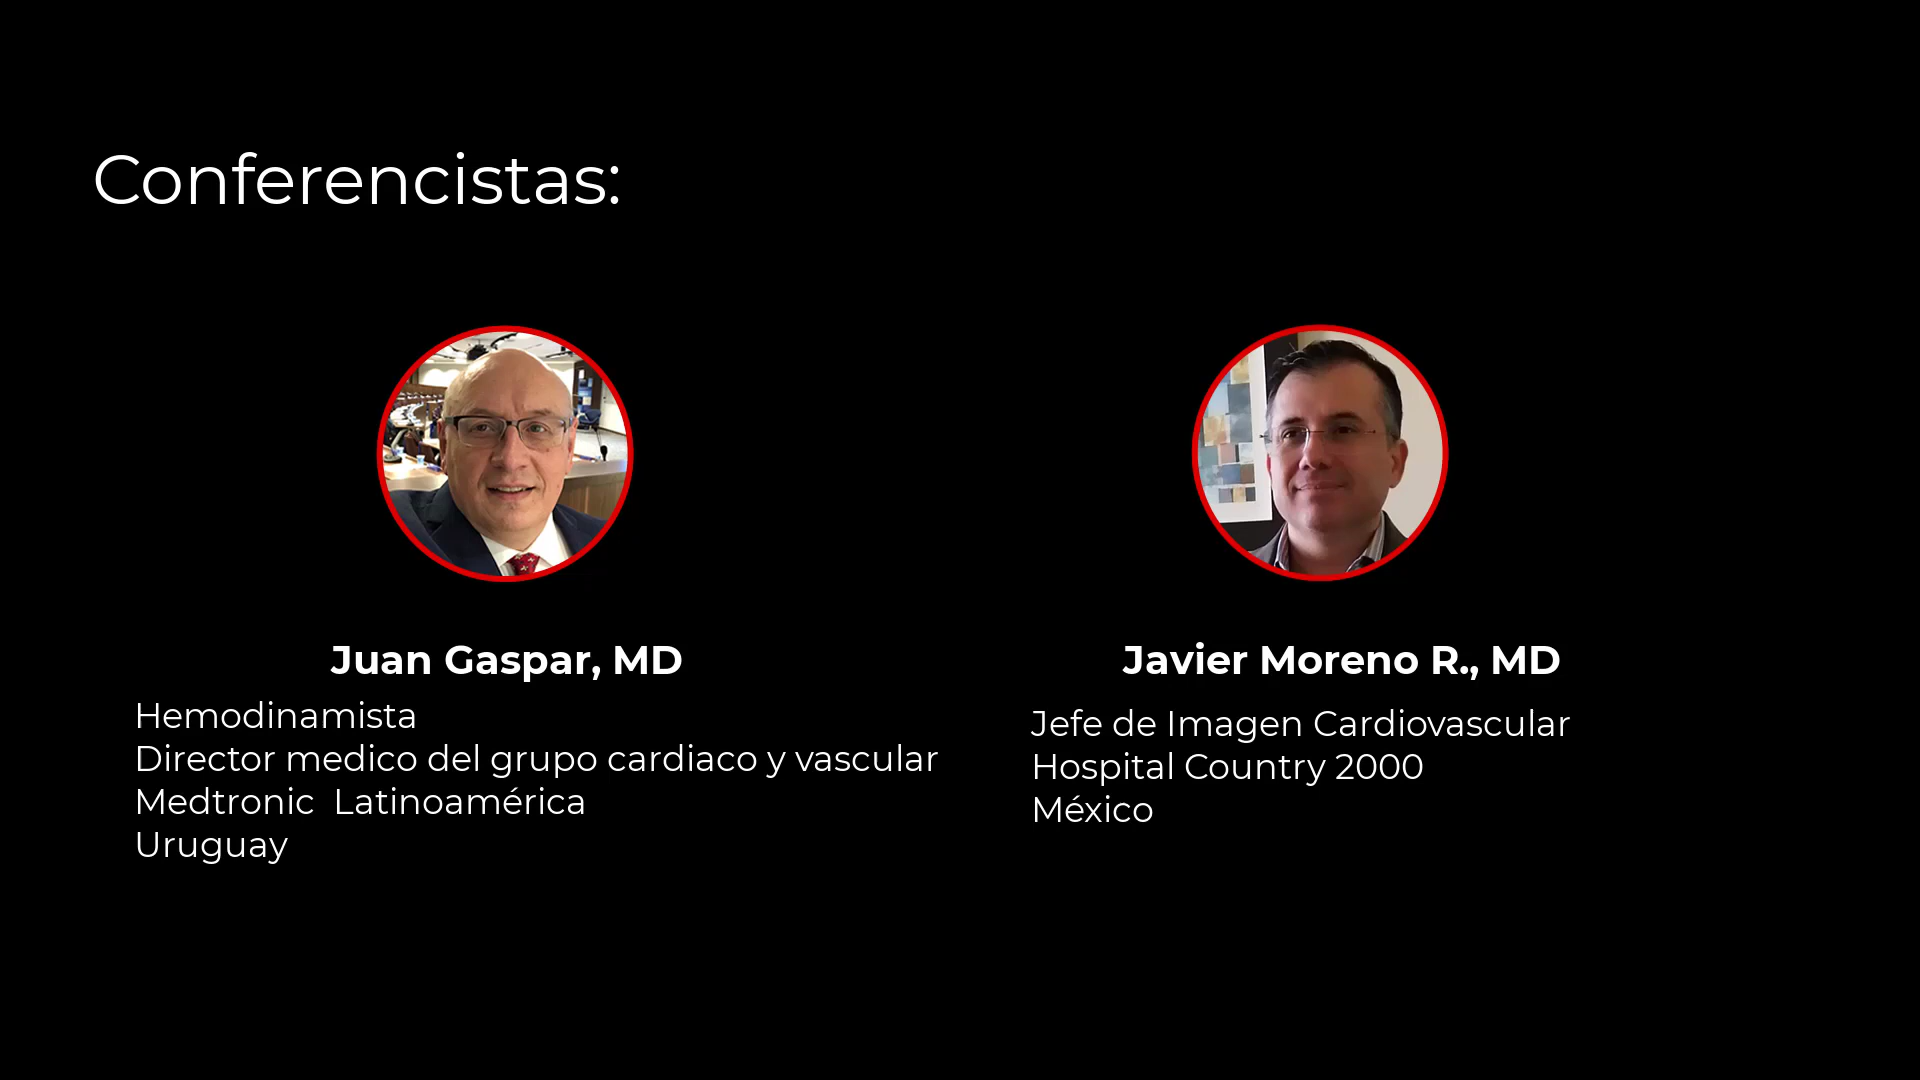 Conferencistas:
Juan Gaspar, MD
Hemodinamista
Director medico del grupo cardiaco y vascular
Medtronic  Latinoamérica
Uruguay
Javier Moreno R., MD
Jefe de Imagen Cardiovascular
Hospital Country 2000
México